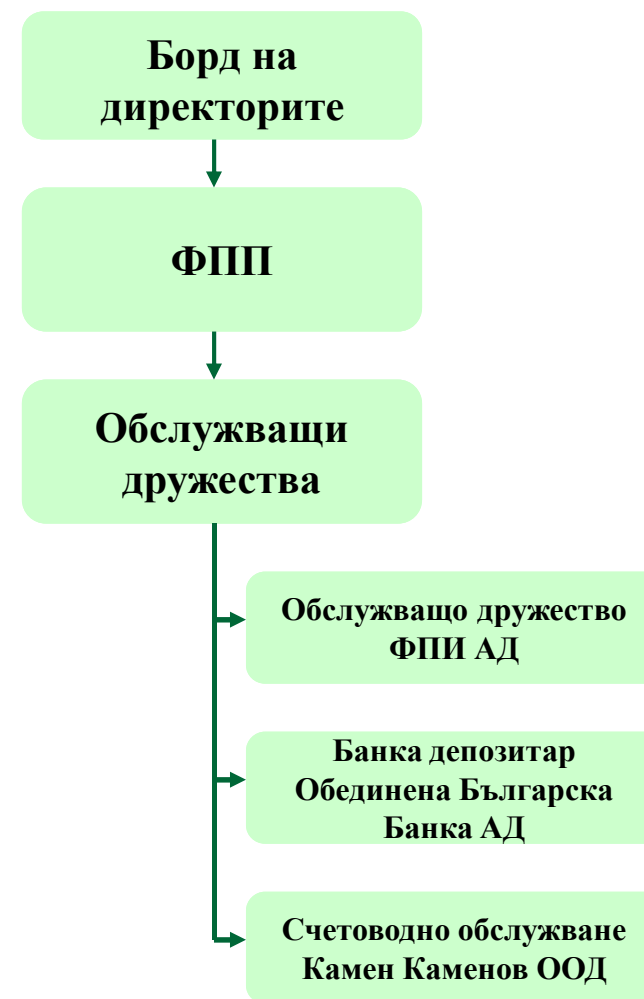 Борд на
директорите
ФПП
Обслужващи
дружества
Обслужващо дружество
ФПИ АД
Банка депозитар
Обединена Българска
Банка АД
Счетоводно обслужване
Камен Каменов ООД